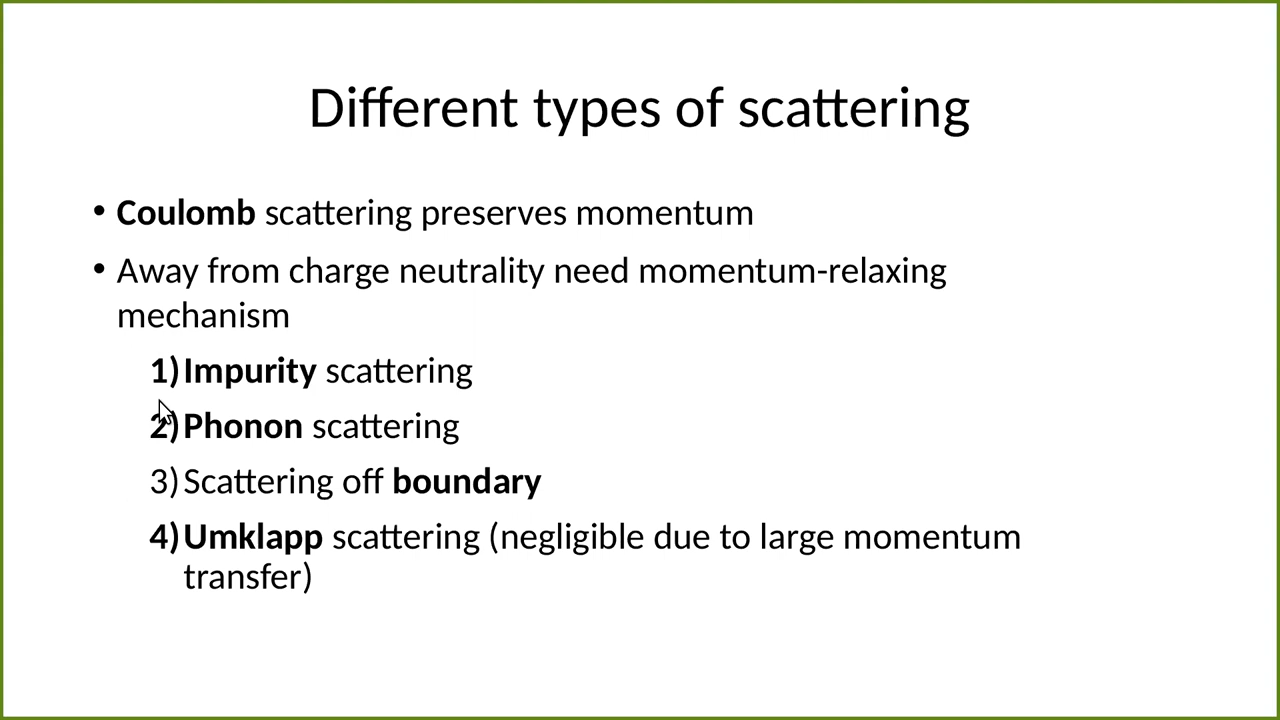 Different types of scattering
• Coulomb scattering preserves momentum
• Away from charge neutrality need momentum-relaxing
mechanism
1) Impurity scattering
2) Phonon scattering
3) Scattering off boundary
4) Umklapp scattering (negligible due to large momentum
transfer)